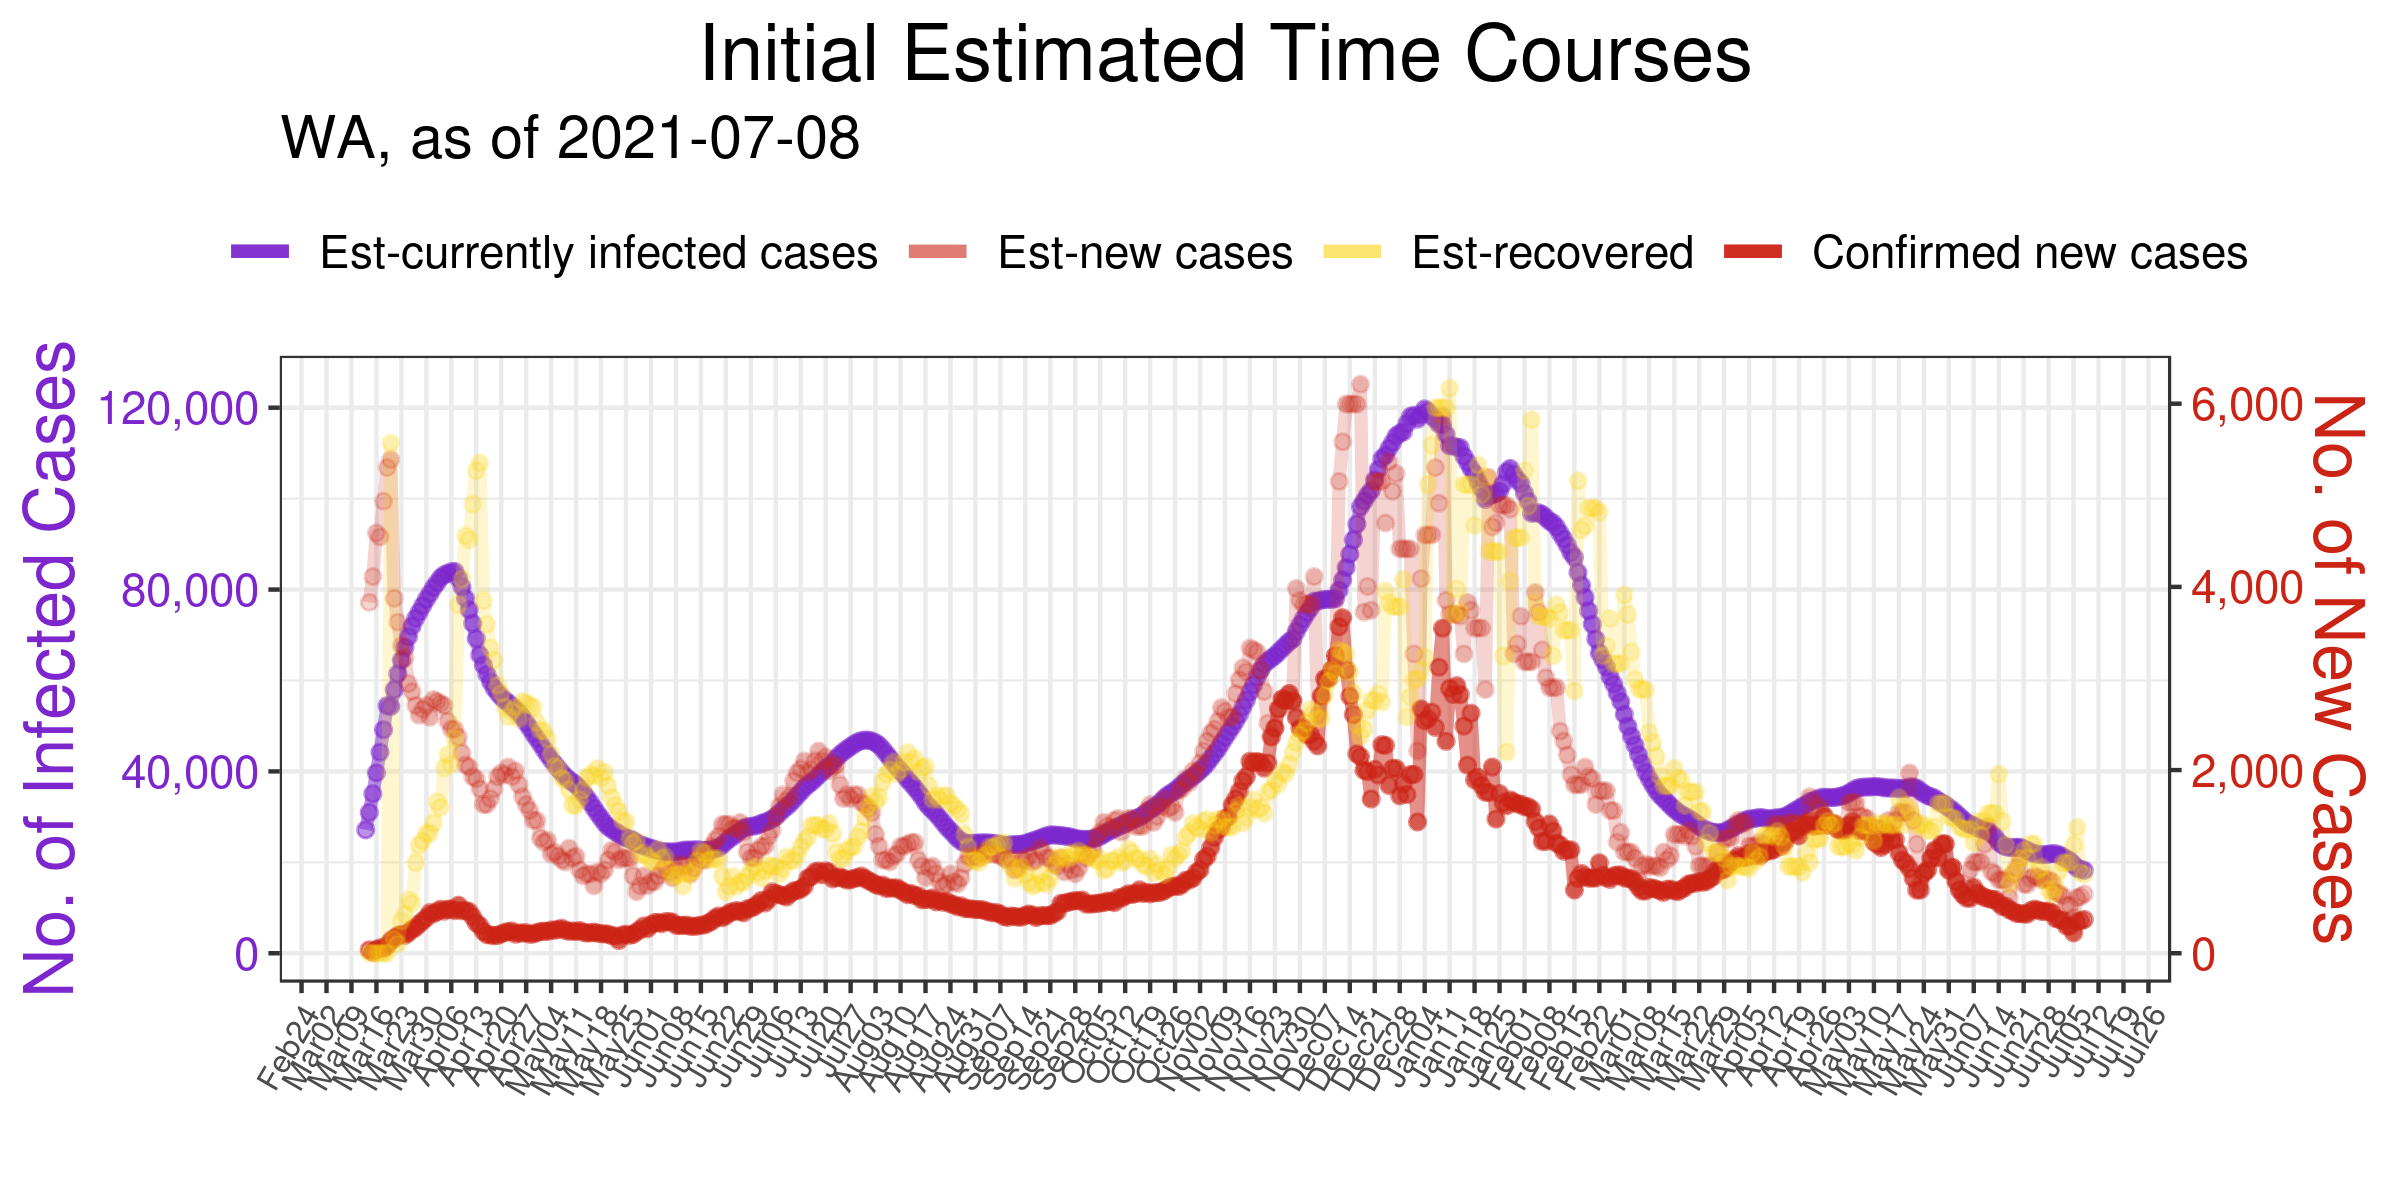 Initial Estimated Time Courses
WA, as of 2021-07-08
Est-currently infected cases Est-new cases Est-recovered Confirmed new cases
No. of Infected Cases
120,000
80,000
40,000
0
6,000
4,000
2,000
0
No. of New Cases
Feb24
Mar02
Mar09
Mar16
Mar23
Mar30
Apr06
Apr13
Apr20
Apr27
May04
May11
May18
May25
Jun01
Jun08
Jun15
Jun22
Jun29
Jul06
Jul13
Jul20
Jul27
Aug03
Aug10
Aug17
Aug24
Aug31
Sep07
Sep14
Sep21
Sep28
Oct05
Oct12
Oct19
Oct26
Nov02
Nov09
Nov16
Nov23
Nov30
Dec07
Dec14
Dec21
Dec28
Jan04
Jan11
Jan18
Jan25
Feb01
Feb08
Feb15
Feb22
Mar01
Mar08
Mar15
Mar22
Mar29
Apr05
Apr12
Apr19
Apr26
May03
May10
May17
May24
May31
Jun07
Jun14
Jun21
Jun28
Jul05
Jul12
Jul19
Jul26